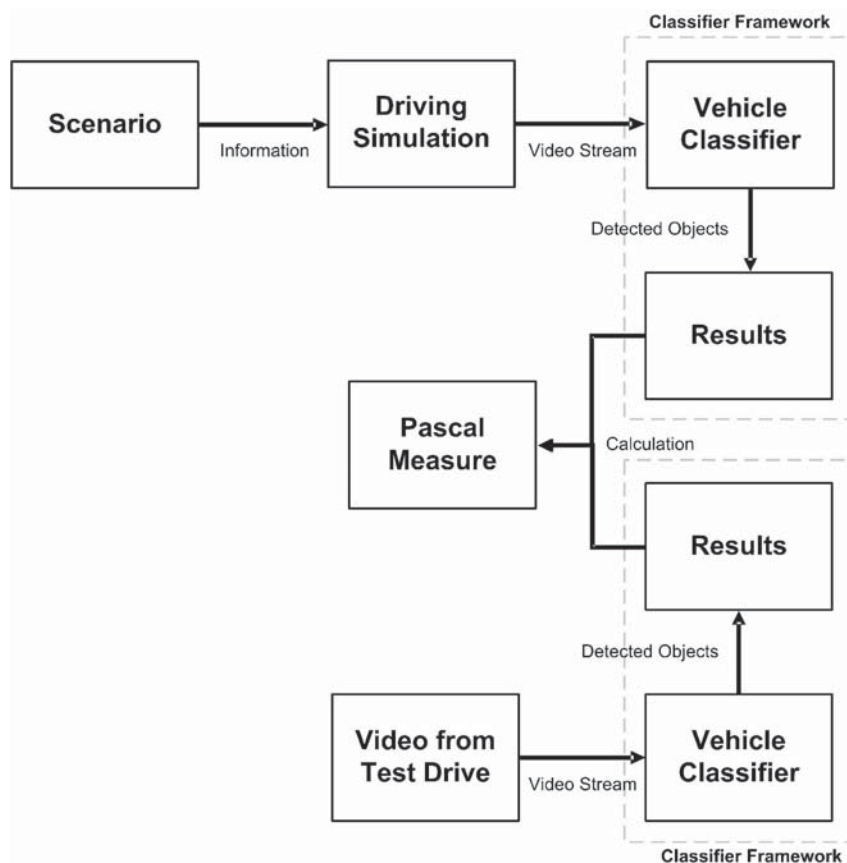 Classifier Framework
Scenario
Information
Driving
Simulation
Video Stream
Vehicle
Classifier
Detected Objects
Results
Pascal
Measure
Calculation
Results
Detected Objects
Video from
Test Drive
Video Stream
Vehicle
Classifier
Classifier Framework